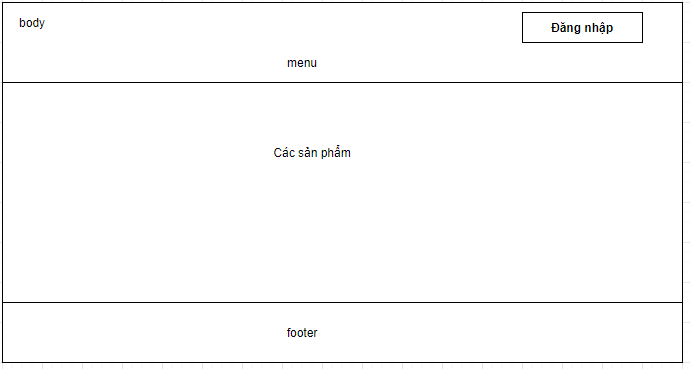 body
Đăng nhập
menu
Các sản phẩm
footer